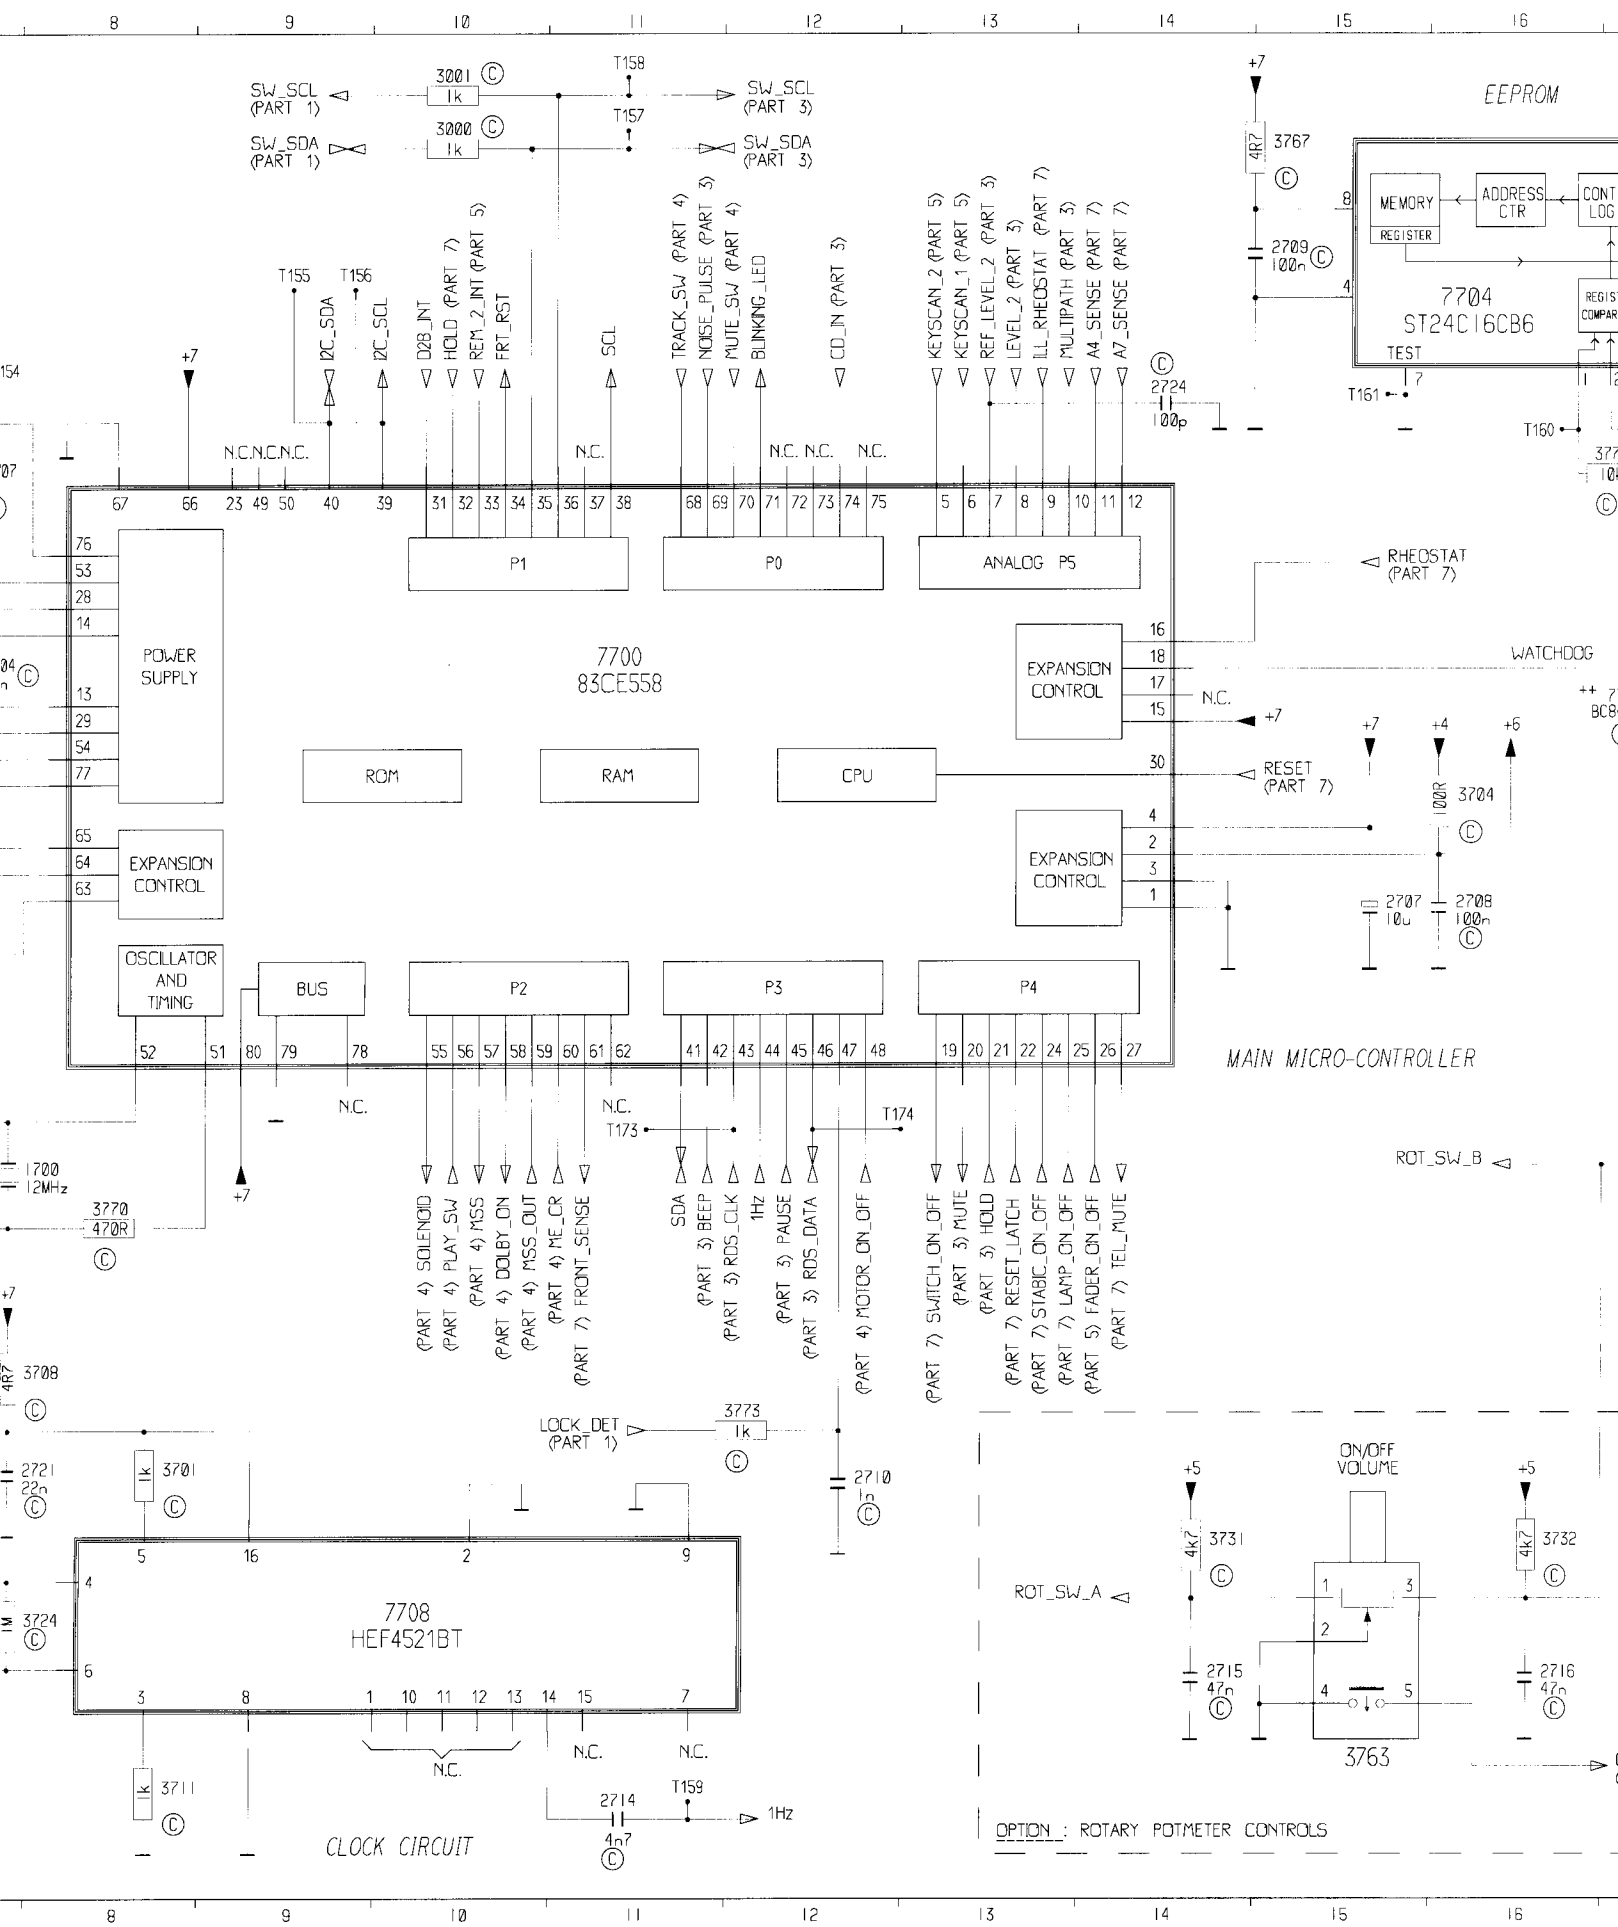 8 9 10 11 12 13 14 15 16
SW_SCL
(PART 1)
3001 C
1k
T158
SW_SCL
(PART 3)
SW_SDA
(PART 1)
3000 C
1k
T157
SW_SDA
(PART 3)
+7
4R7 3767
C
2709
100n C
EEPROM
8
4
MEMORY
REGISTER
ADDRESS
CTR
CONT
LOG
REGIST
COMPAR
7704
ST24C16CB6
TEST
7
1
2
T161
T160
377
10k
C
154
07
+7
T155
T156
I2C_SDA
I2C_SCL
D2B_INT
HOLD (PART 7)
REM_2_INT (PART 5)
FRT_RST
SCL
TRACK_SW (PART 4)
NOISE_PULSE (PART 3)
MUTE_SW (PART 4)
BLINKING_LED
CD_IN (PART 3)
KEYSCAN_2 (PART 5)
KEYSCAN_1 (PART 5)
REF_LEVEL_2 (PART 3)
LEVEL_2 (PART 3)
ILL_RHEOSTAT (PART 7)
MULTIPATH (PART 3)
A4_SENSE (PART 7)
A7_SENSE (PART 7)
C
2724
100p
N.C. N.C. N.C.
N.C.
N.C. N.C. N.C.
67 66 23 49 50 40 39 31 32 33 34 35 36 37 38 68 69 70 71 72 73 74 75 5 6 7 8 9 10 11 12
76
53
28
14
13
29
54
77
POWER
SUPPLY
P1
P0
ANALOG P5
04 C
n
7700
83CE558
EXPANSION
CONTROL
16
18
17
15
RHEOSTAT
(PART 7)
WATCHDOG
N.C.
+7
++ 7
BC8
ROM
RAM
CPU
30
RESET
(PART 7)
+7
+4
+6
100R 3704
C
65
64
63
EXPANSION
CONTROL
EXPANSION
CONTROL
4
2
3
1
2707
10u
2708
100n
C
OSCILLATOR
AND
TIMING
BUS
P2
P3
P4
52 51 80 79 78 55 56 57 58 59 60 61 62 41 42 43 44 45 46 47 48 19 20 21 22 24 25 26 27
MAIN MICRO-CONTROLLER
N.C.
N.C.
T173
T174
1700
12MHz
3770
470R
C
+7
(PART 4) SOLENOID
(PART 4) PLAY_SW
(PART 4) MSS
(PART 4) DOLBY_ON
(PART 4) MSS_OUT
(PART 4) ME_CR
(PART 7) FRONT_SENSE
SDA
(PART 3) BEEP
(PART 3) RDS_CLK
1Hz
(PART 3) PAUSE
(PART 3) RDS_DATA
(PART 4) MOTOR_ON_OFF
(PART 7) SWITCH_ON_OFF
(PART 3) MUTE
(PART 3) HOLD
(PART 7) RESET_LATCH
(PART 7) STABIC_ON_OFF
(PART 7) LAMP_ON_OFF
(PART 5) FADER_ON_OFF
(PART 7) TEL_MUTE
ROT_SW_B
+7
4R7 3708
C
2721
22n
C
1k 3701
C
LOCK_DET
(PART 1)
3773
1k
C
2710
1n
C
5 16 2 9
4
6
7708
HEF4521BT
3 8 1 10 11 12 13 14 15 7
1M 3724
C
N.C.
N.C.
N.C.
1k 3711
C
2714
4n7
C
T159
1Hz
CLOCK CIRCUIT
ROT_SW_A
+5
4k7 3731
C
2715
47n
C
ON/OFF
VOLUME
1
3
2
4
5
3763
+5
4k7 3732
C
2716
47n
C
OPTION : ROTARY POTMETER CONTROLS
8 9 10 11 12 13 14 15 16